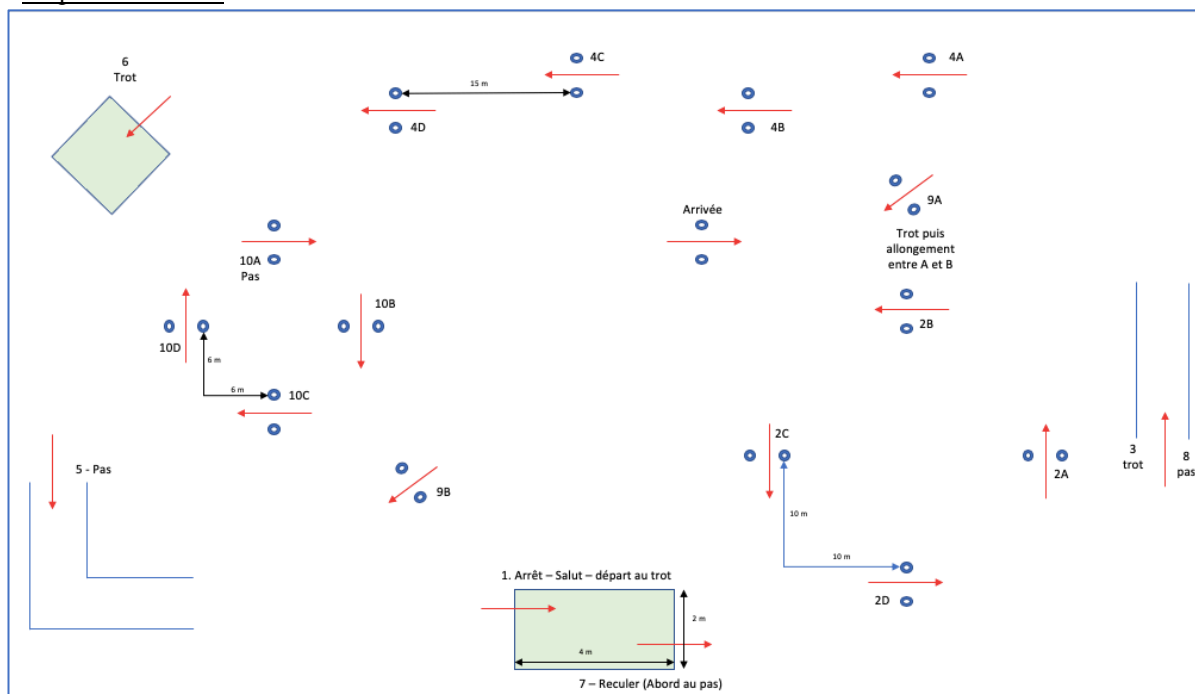 6
Trot
4C
4A
15 m
4D
4B
9A
Arrivée
Trot puis
allongement
entre A et B
10A
Pas
10B
2B
10D
6 m
6 m
10C
2C
3
trot
8
pas
2A
5 - Pas
9B
10 m
10 m
1. Arrêt – Salut – départ au trot
2D
2 m
4 m
7 – Reculer (Abord au pas)